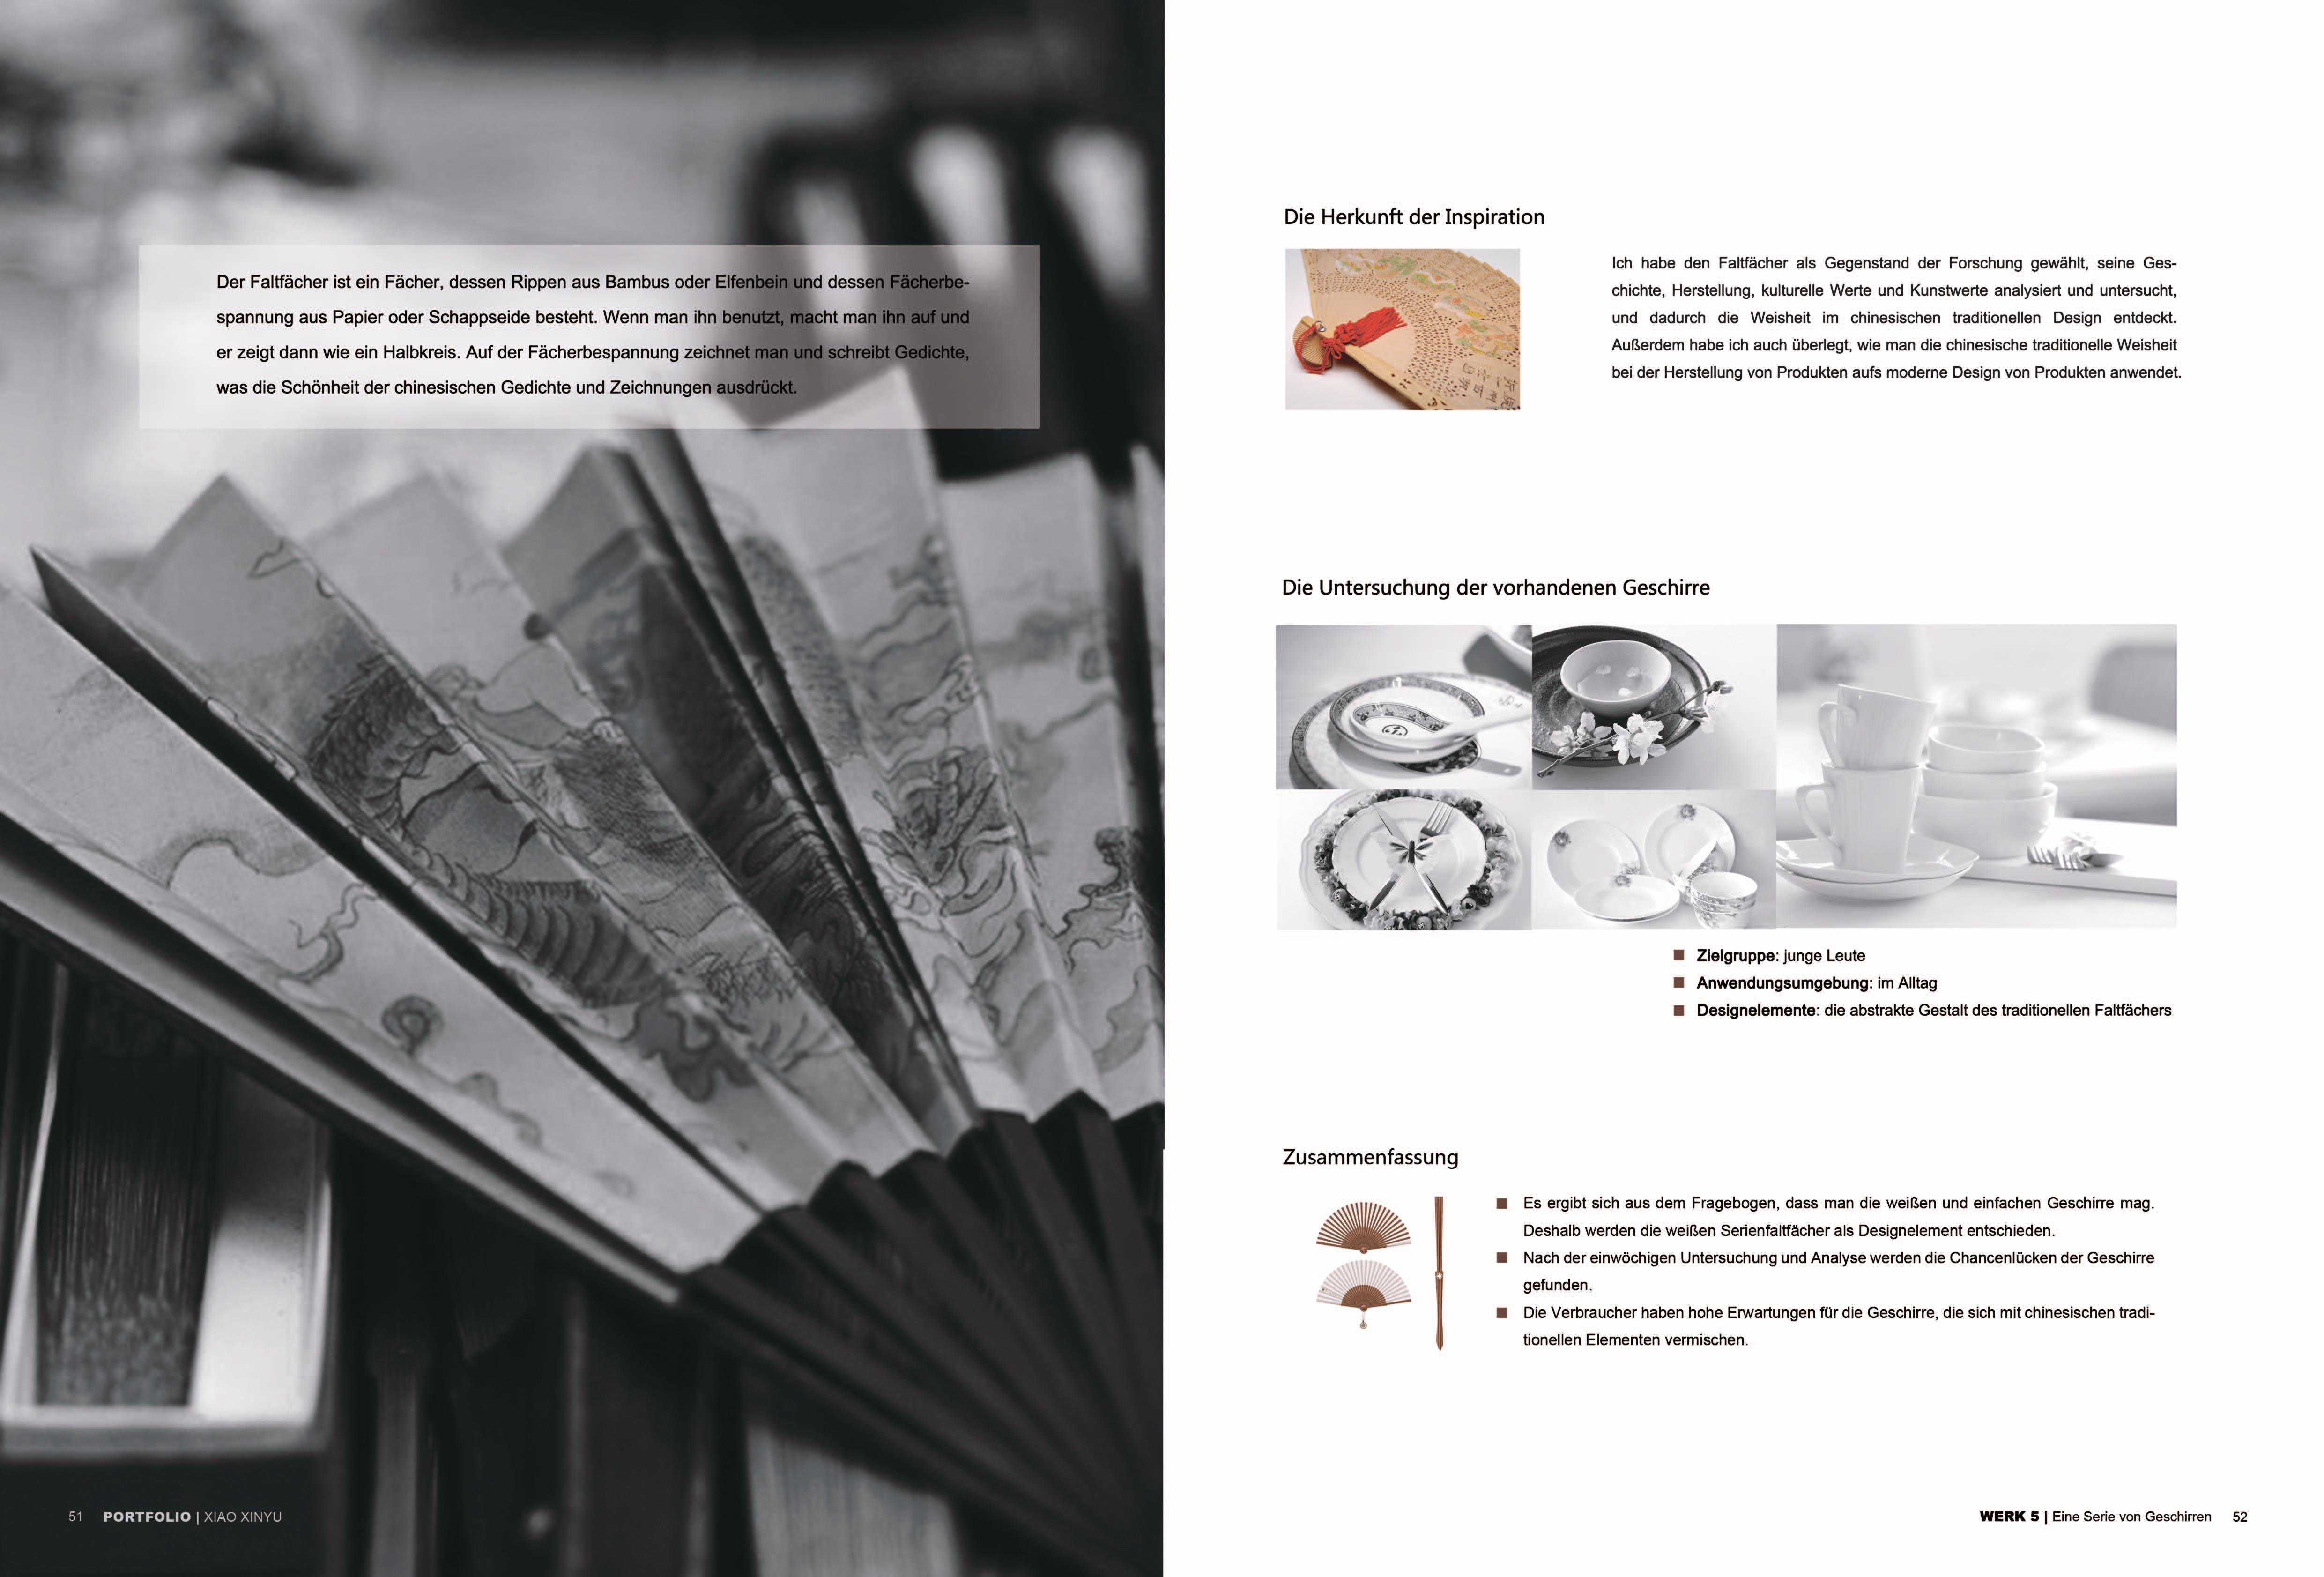 Der Faltfächer ist ein Fächer, dessen Rippen aus Bambus oder Elfenbein und dessen Fächerbe-
spannung aus Papier oder Schappseide besteht. Wenn man ihn benutzt, macht man ihn auf und
er zeigt dann wie ein Halbkreis. Auf der Fächerbespannung zeichnet man und schreibt Gedichte,
was die Schönheit der chinesischen Gedichte und Zeichnungen ausdrückt.
51 PORTFOLIO | XIAO XINYU
Die Herkunft der Inspiration
Ich habe den Faltfächer als Gegenstand der Forschung gewählt, seine Ges-
chichte, Herstellung, kulturelle Werte und Kunstwerte analysiert und untersucht,
und dadurch die Weisheit im chinesischen traditionellen Design entdeckt.
Außerdem habe ich auch überlegt, wie man die chinesische traditionelle Weisheit
bei der Herstellung von Produkten aufs moderne Design von Produkten anwendet.
Die Untersuchung der vorhandenen Geschirre
Zielgruppe: junge Leute
Anwendungsumgebung: im Alltag
Designelemente: die abstrakte Gestalt des traditionellen Faltfächers
Zusammenfassung
Es ergibt sich aus dem Fragebogen, dass man die weißen und einfachen Geschirre mag.
Deshalb werden die weißen Serienfaltfächer als Designelement entschieden.
Nach der einwöchigen Untersuchung und Analyse werden die Chancenlücken der Geschirre
gefunden.
Die Verbraucher haben hohe Erwartungen für die Geschirre, die sich mit chinesischen tradi-
tionellen Elementen vermischen.
WERK 5 | Eine Serie von Geschirren 52